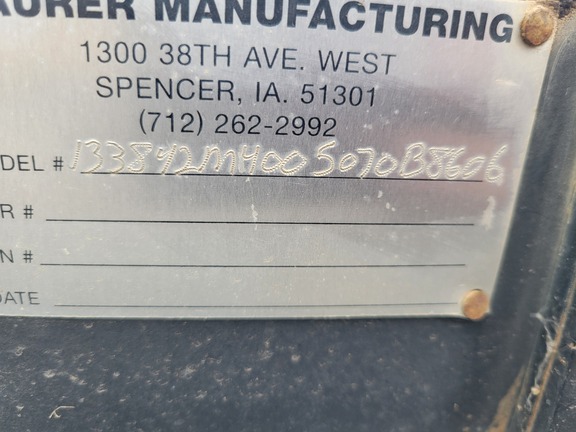 AURER MANUFACTURING
1300 38TH AVE. WEST
SPENCER, IA. 51301
(712) 262-2992
DEL # 133842M4005070B8606
R #
N #
DATE